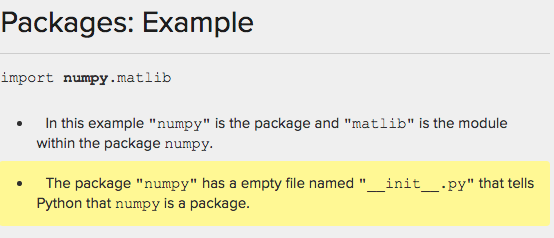 Packages: Example
import numpy.matlib
• In this example "numpy" is the package and "matlib" is the module
within the package numpy.
• The package "numpy" has a empty file named "__init__.py" that tells
Python that numpy is a package.